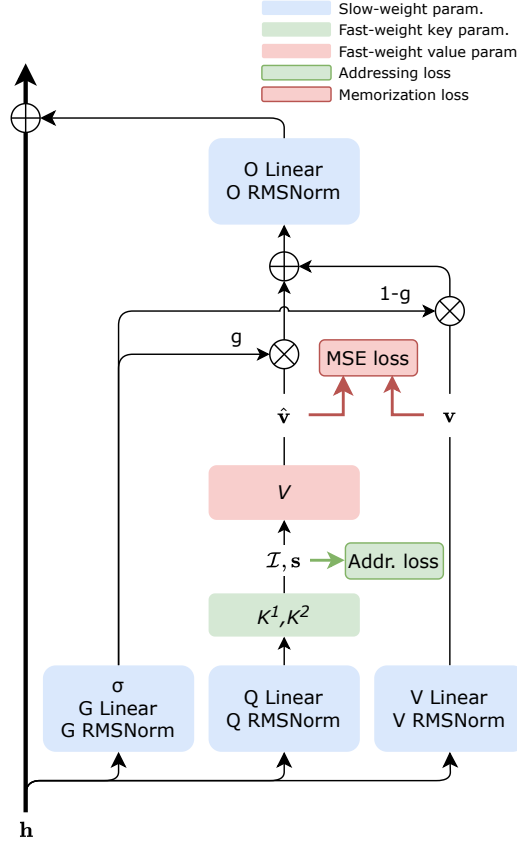 Slow-weight param.
Fast-weight key param.
Fast-weight value param
Addressing loss
Memorization loss
O Linear
O RMSNorm
1-g
g
MSE loss
v̂
v
V
ℐ, s
Addr. loss
K¹,K²
σ
G Linear
G RMSNorm
Q Linear
Q RMSNorm
V Linear
V RMSNorm
h